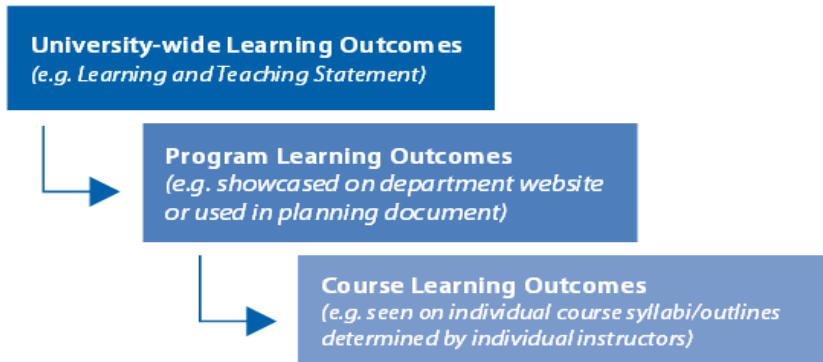 University-wide Learning Outcomes
(e.g. Learning and Teaching Statement)
Program Learning Outcomes
(e.g. showcased on department website
or used in planning document)
Course Learning Outcomes
(e.g. seen on individual course syllabi/outlines
determined by individual instructors)